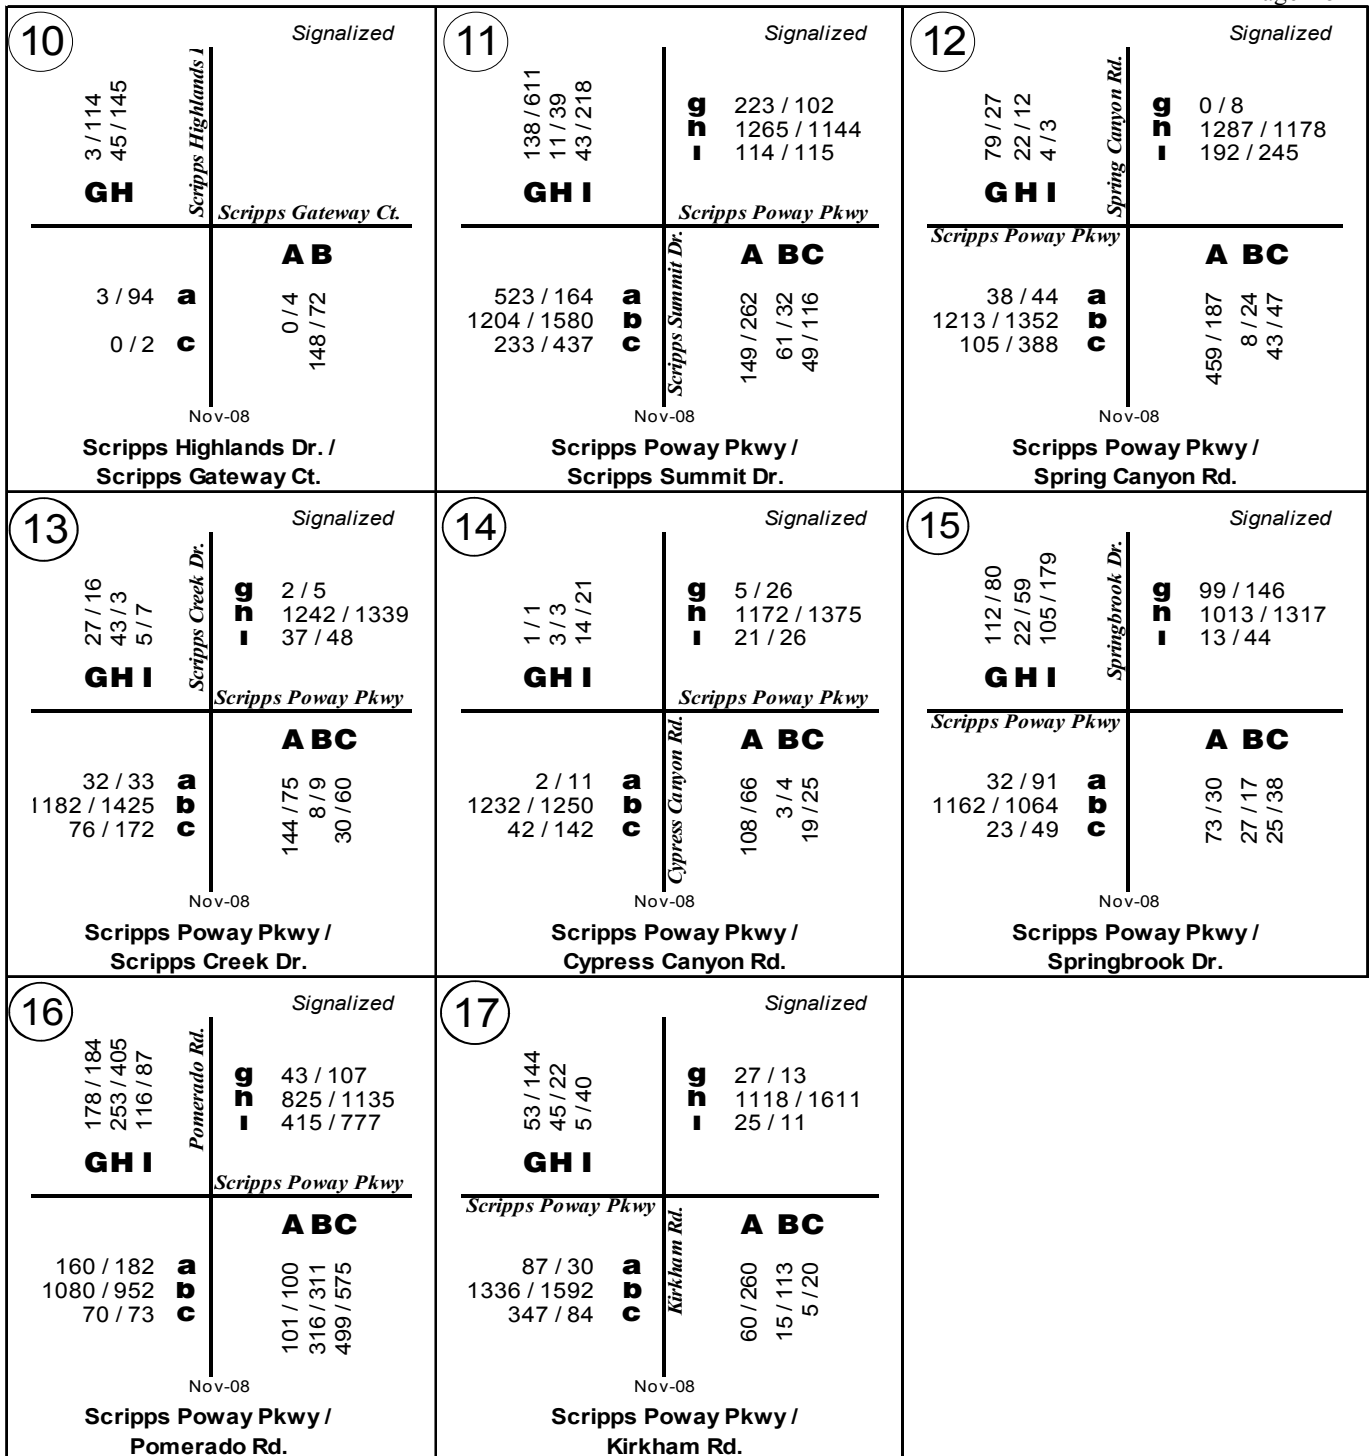 10
Signalized
3 / 114
45 / 145
G H
Scripps Highlands
Scripps Gateway Ct.
3 / 94 a
0 / 2 c
A B
0 / 4
148 / 72
Nov-08
Scripps Highlands Dr. /
Scripps Gateway Ct.
11
Signalized
138 / 611
11 / 39
43 / 218
G H I
g 223 / 102
h 1265 / 1144
i 114 / 115
Scripps Poway Pkwy
Scripps Summit Dr.
523 / 164 a
1204 / 1580 b
233 / 437 c
A B C
149 / 262
61 / 32
49 / 116
Nov-08
Scripps Poway Pkwy /
Scripps Summit Dr.
12
Signalized
79 / 27
22 / 12
4 / 3
G H I
Spring Canyon Rd.
g 0 / 8
h 1287 / 1178
i 192 / 245
Scripps Poway Pkwy
38 / 44 a
1213 / 1352 b
105 / 388 c
A B C
459 / 187
8 / 24
43 / 47
Nov-08
Scripps Poway Pkwy /
Spring Canyon Rd.
13
Signalized
27 / 16
43 / 3
5 / 7
G H I
Scripps Creek Dr.
g 2 / 5
h 1242 / 1339
i 37 / 48
Scripps Poway Pkwy
32 / 33 a
1182 / 1425 b
76 / 172 c
A B C
144 / 75
8 / 9
30 / 60
Nov-08
Scripps Poway Pkwy /
Scripps Creek Dr.
14
Signalized
1 / 1
3 / 3
14 / 21
G H I
g 5 / 26
h 1172 / 1375
i 21 / 26
Scripps Poway Pkwy
Cypress Canyon Rd.
2 / 11 a
1232 / 1250 b
42 / 142 c
A B C
108 / 66
3 / 4
19 / 25
Nov-08
Scripps Poway Pkwy /
Cypress Canyon Rd.
15
Signalized
112 / 80
22 / 59
105 / 179
G H I
Springbrook Dr.
g 99 / 146
h 1013 / 1317
i 13 / 44
Scripps Poway Pkwy
32 / 91 a
1162 / 1064 b
23 / 49 c
A B C
73 / 30
27 / 17
25 / 38
Nov-08
Scripps Poway Pkwy /
Springbrook Dr.
16
Signalized
178 / 184
253 / 405
116 / 87
G H I
Pomerado Rd.
g 43 / 107
h 825 / 1135
i 415 / 777
Scripps Poway Pkwy
160 / 182 a
1080 / 952 b
70 / 73 c
A B C
101 / 100
316 / 311
499 / 575
Nov-08
Scripps Poway Pkwy /
Pomerado Rd.
17
Signalized
53 / 144
45 / 22
5 / 40
G H I
g 27 / 13
h 1118 / 1611
i 25 / 11
Scripps Poway Pkwy
Kirkham Rd.
87 / 30 a
1336 / 1592 b
347 / 84 c
A B C
60 / 260
15 / 113
5 / 20
Nov-08
Scripps Poway Pkwy /
Kirkham Rd.